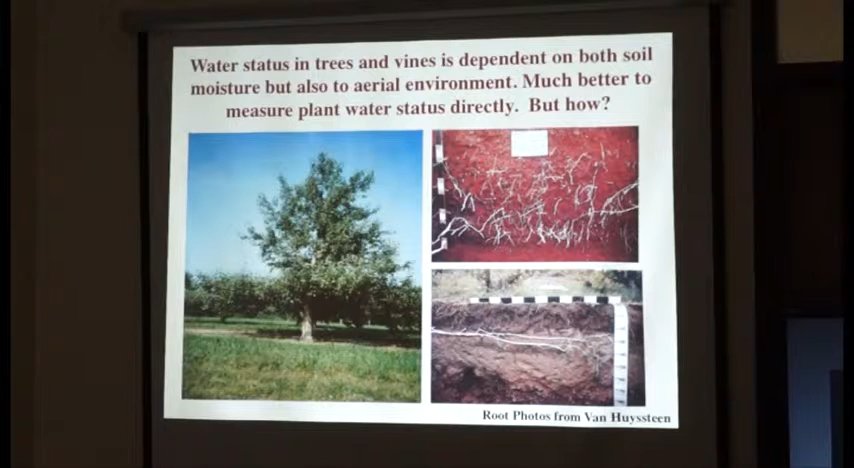 Water status in trees and vines is dependent on both soil
moisture but also to aerial environment. Much better to
measure plant water status directly. But how?
Root Photos from Van Huyssteen